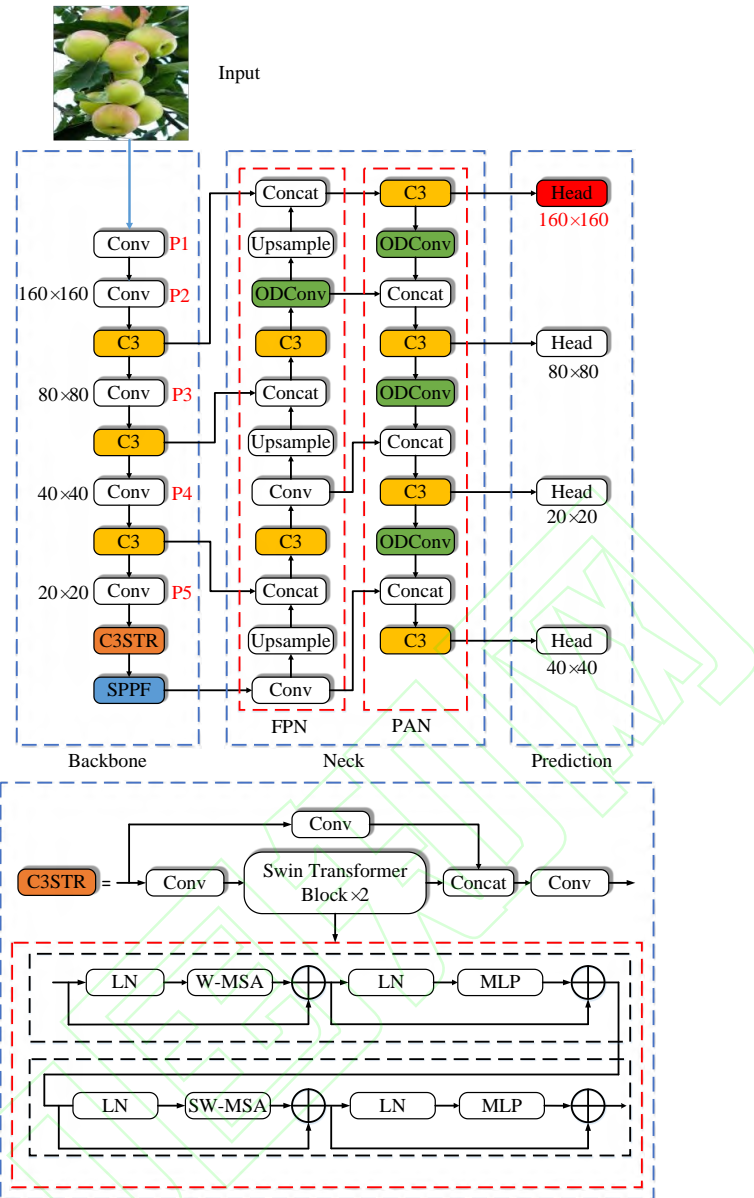 Input
Concat
C3
Head
160×160
Conv
P1
Upsample
ODConv
160×160
Conv
P2
ODConv
Concat
C3
C3
C3
Head
80×80
80×80
Conv
P3
Concat
ODConv
C3
Upsample
Concat
40×40
Conv
P4
Conv
C3
Head
20×20
C3
C3
ODConv
20×20
Conv
P5
Concat
Concat
C3STR
Upsample
C3
Head
40×40
SPPF
Conv
FPN
PAN
Backbone
Neck
Prediction
Conv
C3STR
=
Conv
Swin Transformer
Block×2
Concat
Conv
LN
W-MSA
LN
MLP
LN
SW-MSA
LN
MLP